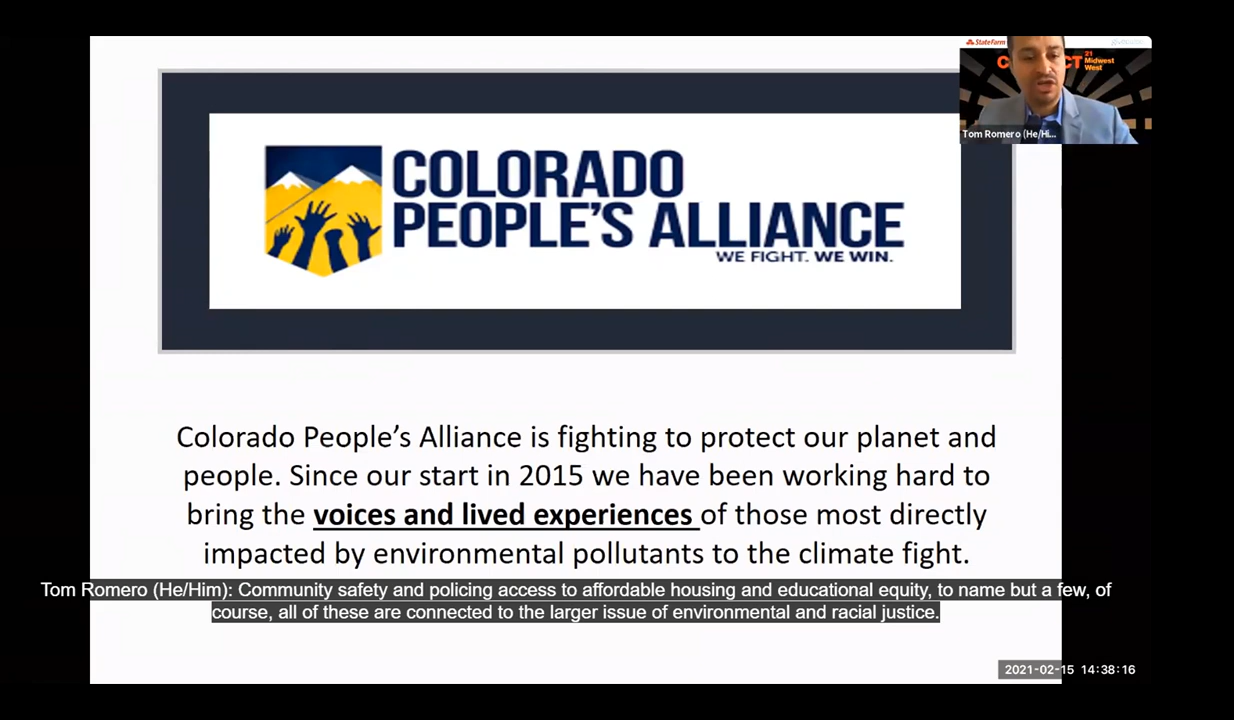 StateFarm
21
Midwest
West
Tom Romero (He/Hi...
COLORADO
PEOPLE'S ALLIANCE
WE FIGHT. WE WIN.
Colorado People's Alliance is fighting to protect our planet and
people. Since our start in 2015 we have been working hard to
bring the voices and lived experiences of those most directly
impacted by environmental pollutants to the climate fight.
Tom Romero (He/Him): Community safety and policing access to affordable housing and educational equity, to name but a few, of
course, all of these are connected to the larger issue of environmental and racial justice.
2021-02-15 14:38:16